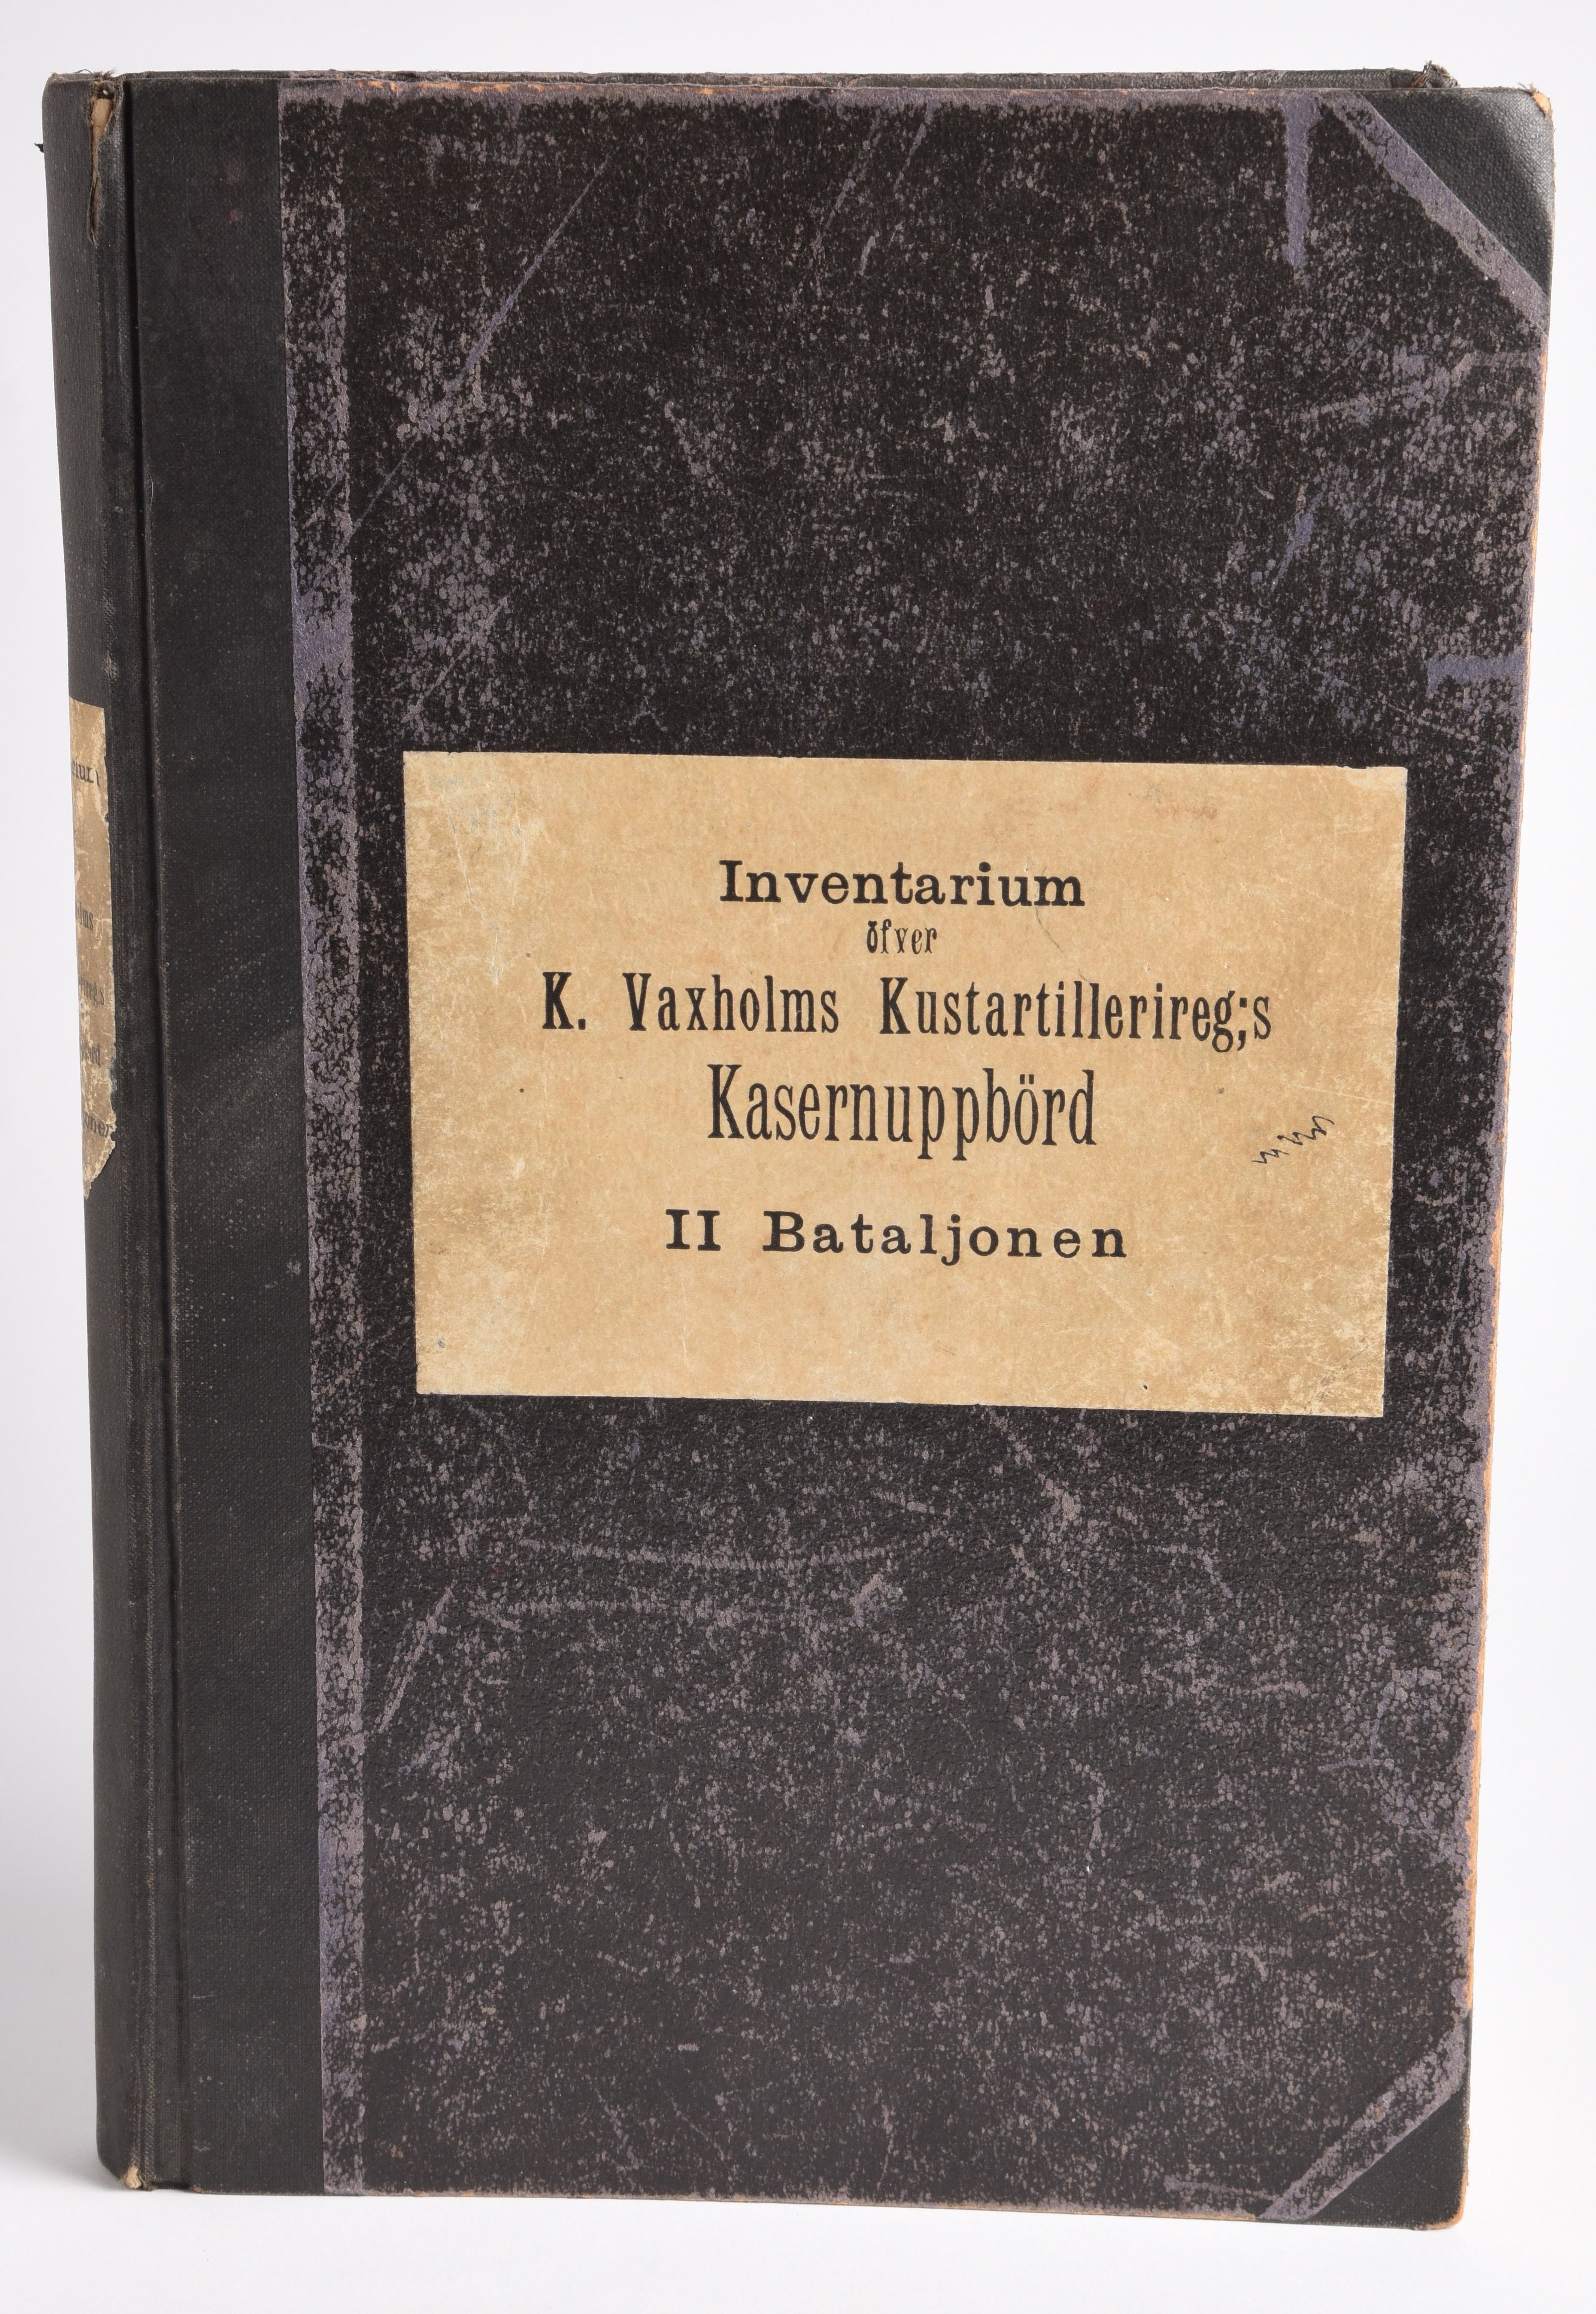 Inventarium
öfver
K. Vaxholms Kustartillerireg;s
Kasernuppbörd
II Bataljonen